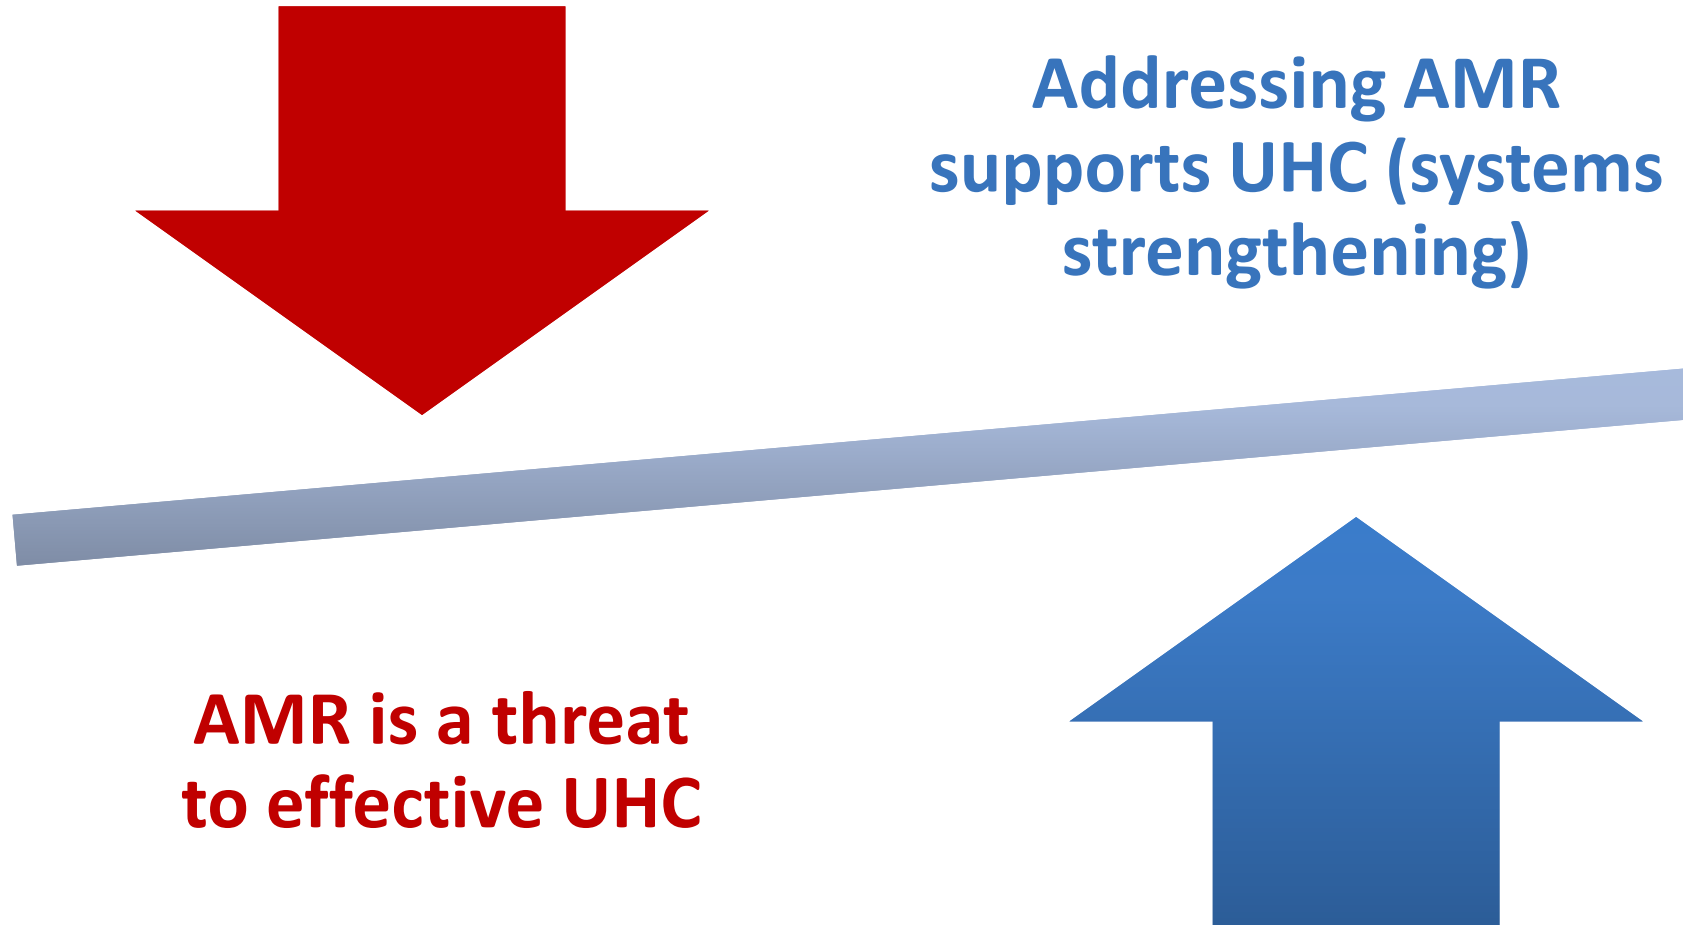 Addressing AMR
supports UHC (systems
strengthening)
AMR is a threat
to effective UHC